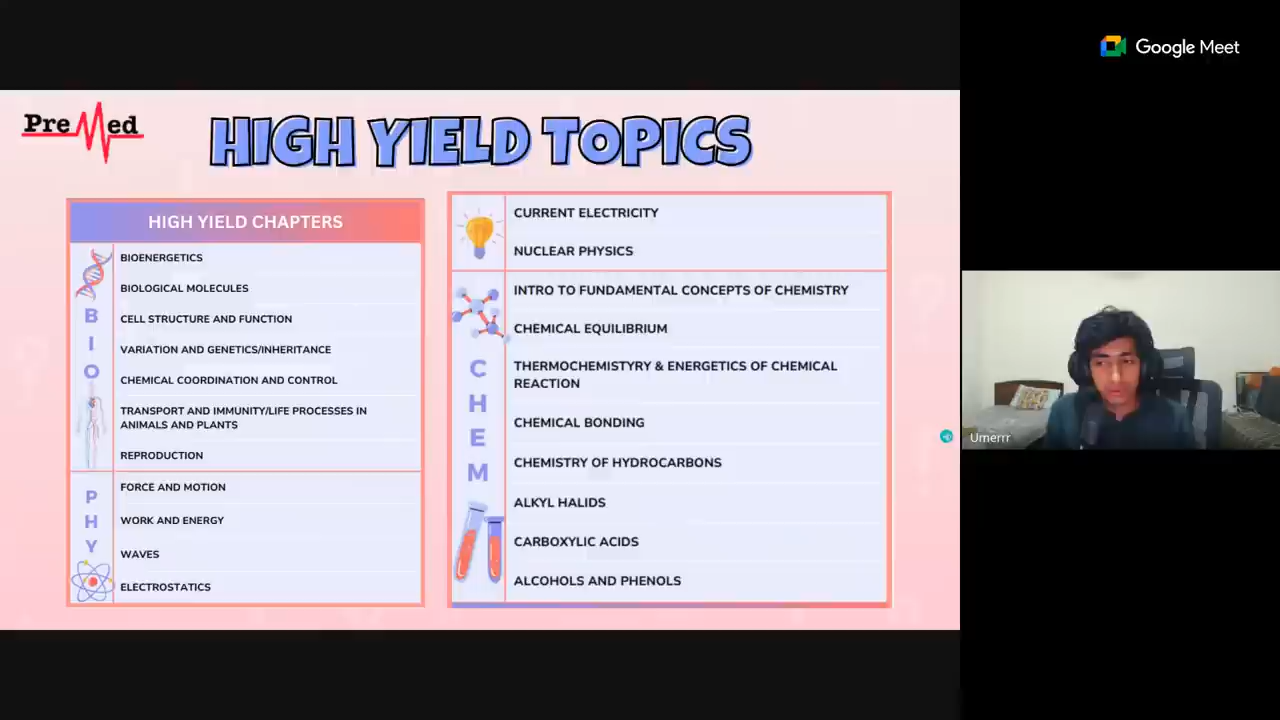 Google Meet
PreMed
HIGH YIELD TOPICS
HIGH YIELD CHAPTERS
BIO
BIOENERGETICS
BIOLOGICAL MOLECULES
CELL STRUCTURE AND FUNCTION
VARIATION AND GENETICS/INHERITANCE
CHEMICAL COORDINATION AND CONTROL
TRANSPORT AND IMMUNITY/LIFE PROCESSES IN
ANIMALS AND PLANTS
REPRODUCTION
PHY
FORCE AND MOTION
WORK AND ENERGY
WAVES
ELECTROSTATICS
CURRENT ELECTRICITY
NUCLEAR PHYSICS
CHEM
INTRO TO FUNDAMENTAL CONCEPTS OF CHEMISTRY
CHEMICAL EQUILIBRIUM
THERMOCHEMISTYRY & ENERGETICS OF CHEMICAL
REACTION
CHEMICAL BONDING
CHEMISTRY OF HYDROCARBONS
ALKYL HALIDS
CARBOXYLIC ACIDS
ALCOHOLS AND PHENOLS
Umerrr